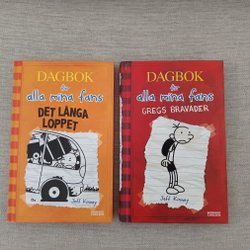 DAGBOK
för
alla mina fans
DET LÅNGA
LOPPET
Jeff Kinney
DAGBOK
för
alla mina fans
GREGS BRAVADER
Jeff Kinney